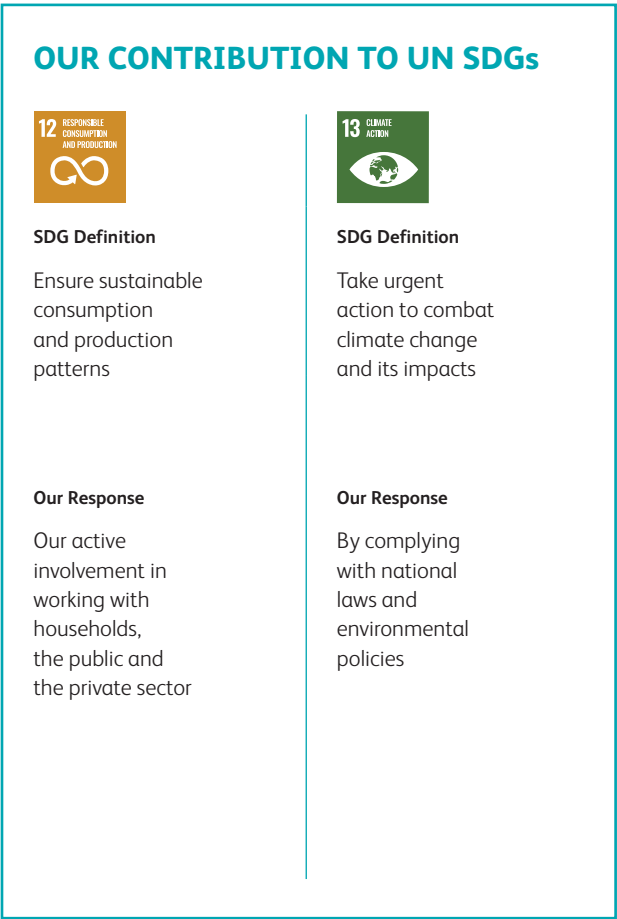 OUR CONTRIBUTION TO UN SDGs
12 RESPONSIBLE
CONSUMPTION
AND PRODUCTION
SDG Definition
Ensure sustainable
consumption
and production
patterns
Our Response
Our active
involvement in
working with
households,
the public and
the private sector
13 CLIMATE
ACTION
SDG Definition
Take urgent
action to combat
climate change
and its impacts
Our Response
By complying
with national
laws and
environmental
policies